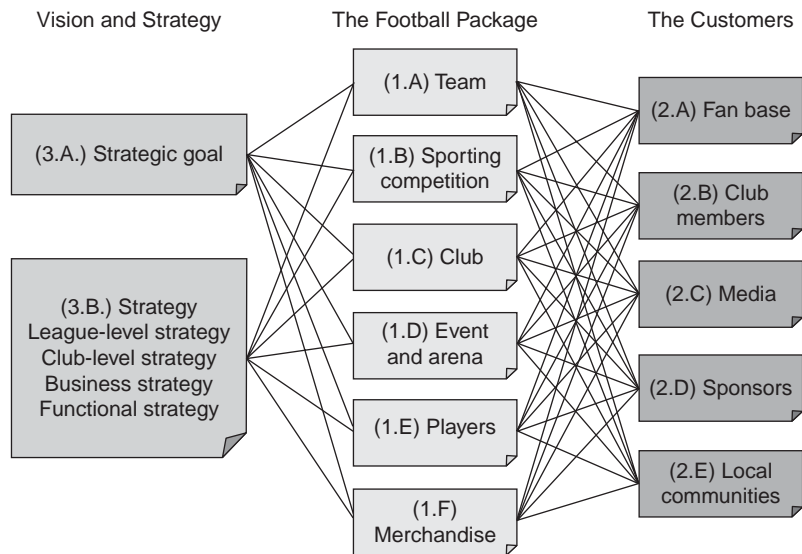 Vision and Strategy
The Football Package
The Customers
(3.A.) Strategic goal
(3.B.) Strategy
League-level strategy
Club-level strategy
Business strategy
Functional strategy
(1.A) Team
(1.B) Sporting
competition
(1.C) Club
(1.D) Event
and arena
(1.E) Players
(1.F)
Merchandise
(2.A) Fan base
(2.B) Club
members
(2.C) Media
(2.D) Sponsors
(2.E) Local
communities